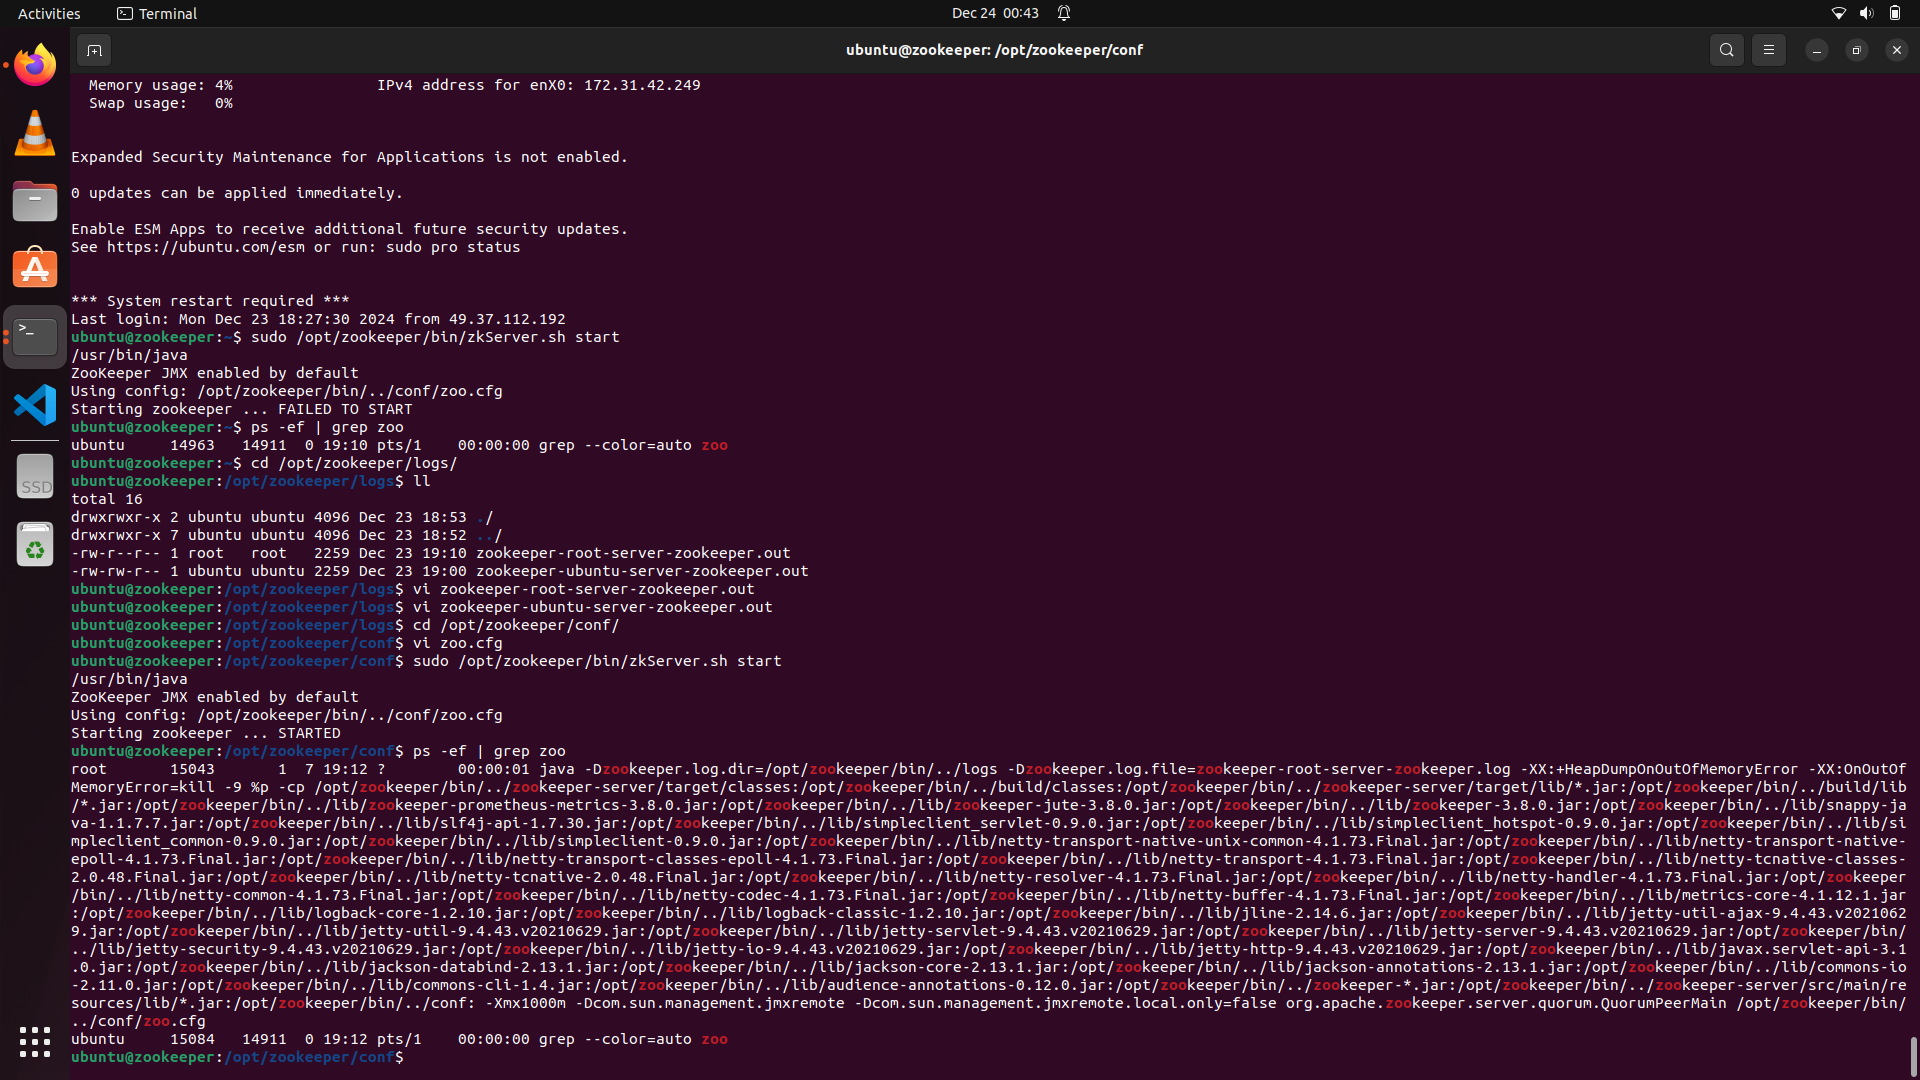 Activities
Terminal
Dec 24 00:43
ubuntu@zookeeper: /opt/zookeeper/conf
Memory usage: 4% IPv4 address for enX0: 172.31.42.249
Swap usage: 0%
Expanded Security Maintenance for Applications is not enabled.
0 updates can be applied immediately.
Enable ESM Apps to receive additional future security updates.
See https://ubuntu.com/esm or run: sudo pro status
*** System restart required ***
Last login: Mon Dec 23 18:27:30 2024 from 49.37.112.192
ubuntu@zookeeper:~$ sudo /opt/zookeeper/bin/zkServer.sh start
/usr/bin/java
ZooKeeper JMX enabled by default
Using config: /opt/zookeeper/bin/../conf/zoo.cfg
Starting zookeeper ... FAILED TO START
ubuntu@zookeeper:~$ ps -ef | grep zoo
ubuntu 14963 14911 0 19:10 pts/1 00:00:00 grep --color=auto zoo
ubuntu@zookeeper:~$ cd /opt/zookeeper/logs/
ubuntu@zookeeper:/opt/zookeeper/logs$ ll
total 16
drwxrwxr-x 2 ubuntu ubuntu 4096 Dec 23 18:53 ./
drwxrwxr-x 7 ubuntu ubuntu 4096 Dec 23 18:52 ../
-rw-r--r-- 1 root root 2259 Dec 23 19:10 zookeeper-root-server-zookeeper.out
-rw-rw-r-- 1 ubuntu ubuntu 2259 Dec 23 19:00 zookeeper-ubuntu-server-zookeeper.out
ubuntu@zookeeper:/opt/zookeeper/logs$ vi zookeeper-root-server-zookeeper.out
ubuntu@zookeeper:/opt/zookeeper/logs$ vi zookeeper-ubuntu-server-zookeeper.out
ubuntu@zookeeper:/opt/zookeeper/logs$ cd /opt/zookeeper/conf/
ubuntu@zookeeper:/opt/zookeeper/conf$ vi zoo.cfg
ubuntu@zookeeper:/opt/zookeeper/conf$ sudo /opt/zookeeper/bin/zkServer.sh start
/usr/bin/java
ZooKeeper JMX enabled by default
Using config: /opt/zookeeper/bin/../conf/zoo.cfg
Starting zookeeper ... STARTED
ubuntu@zookeeper:/opt/zookeeper/conf$ ps -ef | grep zoo
root 15043 1 7 19:12 ? 00:00:01 java -Dzookeeper.log.dir=/opt/zookeeper/bin/../logs -Dzookeeper.log.file=zookeeper-root-server-zookeeper.log -XX:+HeapDumpOnOutOfMemoryError -XX:OnOutOf
MemoryError=kill -9 %p -cp /opt/zookeeper/bin/../zookeeper-server/target/classes:/opt/zookeeper/bin/../build/classes:/opt/zookeeper/bin/../zookeeper-server/target/lib/*.jar:/opt/zookeeper/bin/../build/lib
/*.jar:/opt/zookeeper/bin/../lib/zookeeper-prometheus-metrics-3.8.0.jar:/opt/zookeeper/bin/../lib/zookeeper-jute-3.8.0.jar:/opt/zookeeper/bin/../lib/zookeeper-3.8.0.jar:/opt/zookeeper/bin/../lib/snappy-ja
va-1.1.7.7.jar:/opt/zookeeper/bin/../lib/slf4j-api-1.7.30.jar:/opt/zookeeper/bin/../lib/simpleclient_servlet-0.9.0.jar:/opt/zookeeper/bin/../lib/simpleclient_hotspot-0.9.0.jar:/opt/zookeeper/bin/../lib/si
mpleclient_common-0.9.0.jar:/opt/zookeeper/bin/../lib/simpleclient-0.9.0.jar:/opt/zookeeper/bin/../lib/netty-transport-native-unix-common-4.1.73.Final.jar:/opt/zookeeper/bin/../lib/netty-transport-native-
epoll-4.1.73.Final.jar:/opt/zookeeper/bin/../lib/netty-transport-classes-epoll-4.1.73.Final.jar:/opt/zookeeper/bin/../lib/netty-transport-4.1.73.Final.jar:/opt/zookeeper/bin/../lib/netty-tcnative-classes-
2.0.48.Final.jar:/opt/zookeeper/bin/../lib/netty-tcnative-2.0.48.Final.jar:/opt/zookeeper/bin/../lib/netty-resolver-4.1.73.Final.jar:/opt/zookeeper/bin/../lib/netty-handler-4.1.73.Final.jar:/opt/zookeeper
/bin/../lib/netty-common-4.1.73.Final.jar:/opt/zookeeper/bin/../lib/netty-codec-4.1.73.Final.jar:/opt/zookeeper/bin/../lib/netty-buffer-4.1.73.Final.jar:/opt/zookeeper/bin/../lib/metrics-core-4.1.12.1.jar
:/opt/zookeeper/bin/../lib/logback-core-1.2.10.jar:/opt/zookeeper/bin/../lib/logback-classic-1.2.10.jar:/opt/zookeeper/bin/../lib/jline-2.14.6.jar:/opt/zookeeper/bin/../lib/jetty-util-ajax-9.4.43.v2021062
9.jar:/opt/zookeeper/bin/../lib/jetty-util-9.4.43.v20210629.jar:/opt/zookeeper/bin/../lib/jetty-servlet-9.4.43.v20210629.jar:/opt/zookeeper/bin/../lib/jetty-server-9.4.43.v20210629.jar:/opt/zookeeper/bin/
../lib/jetty-security-9.4.43.v20210629.jar:/opt/zookeeper/bin/../lib/jetty-io-9.4.43.v20210629.jar:/opt/zookeeper/bin/../lib/jetty-http-9.4.43.v20210629.jar:/opt/zookeeper/bin/../lib/javax.servlet-api-3.1
.0.jar:/opt/zookeeper/bin/../lib/jackson-databind-2.13.1.jar:/opt/zookeeper/bin/../lib/jackson-core-2.13.1.jar:/opt/zookeeper/bin/../lib/jackson-annotations-2.13.1.jar:/opt/zookeeper/bin/../lib/commons-io
-2.11.0.jar:/opt/zookeeper/bin/../lib/commons-cli-1.4.jar:/opt/zookeeper/bin/../lib/audience-annotations-0.12.0.jar:/opt/zookeeper/bin/../zookeeper-*.jar:/opt/zookeeper/bin/../zookeeper-server/src/main/re
sources/lib/*.jar:/opt/zookeeper/bin/../conf: -Xmx1000m -Dcom.sun.management.jmxremote -Dcom.sun.management.jmxremote.local.only=false org.apache.zookeeper.server.quorum.QuorumPeerMain /opt/zookeeper/bin/
../conf/zoo.cfg
ubuntu 15084 14911 0 19:12 pts/1 00:00:00 grep --color=auto zoo
ubuntu@zookeeper:/opt/zookeeper/conf$
SSD